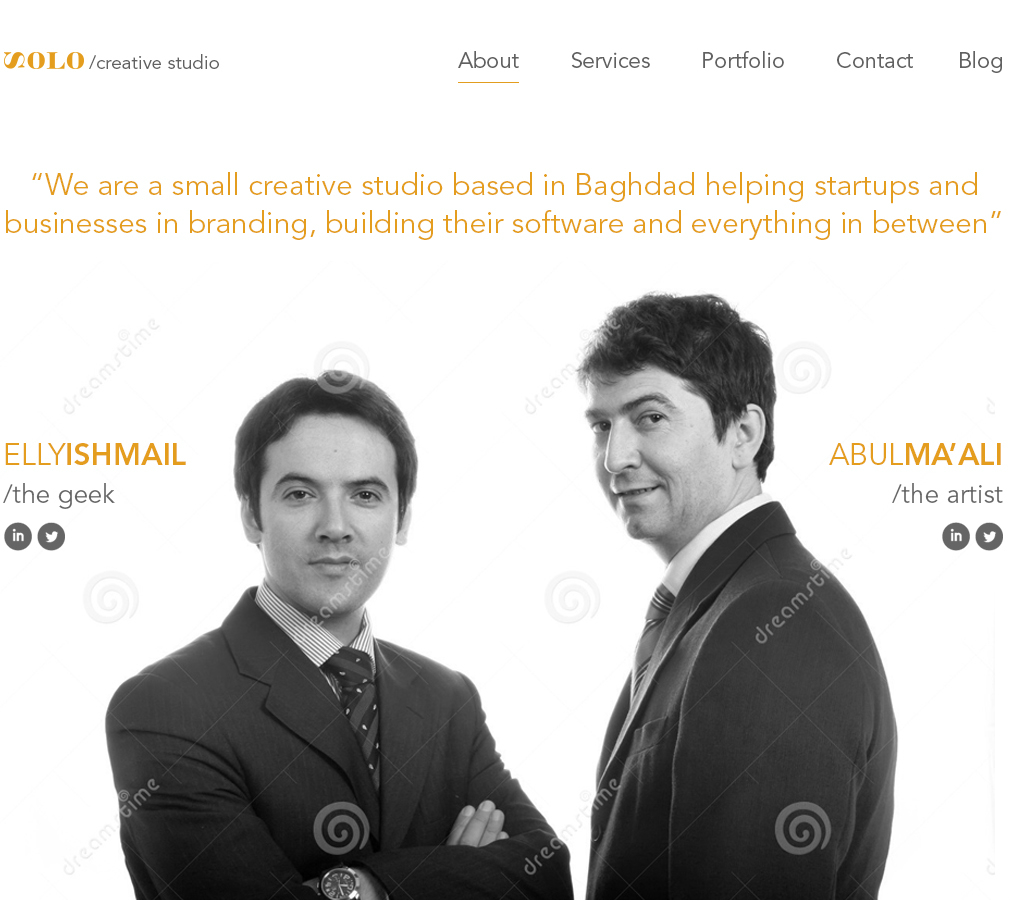 SOLO /creative studio
About Services Portfolio Contact Blog
“We are a small creative studio based in Baghdad helping startups and
businesses in branding, building their software and everything in between”
ELLYISHMAIL
/the geek
in
ABULMA’ALI
/the artist
in
dreamstime
dreamstime
dreamstime
dreamstime
dreamstime
dreamstime